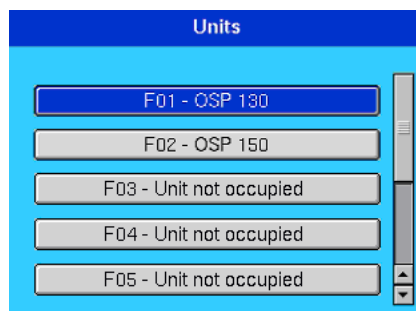 Units
F01 - OSP 130
F02 - OSP 150
F03 - Unit not occupied
F04 - Unit not occupied
F05 - Unit not occupied